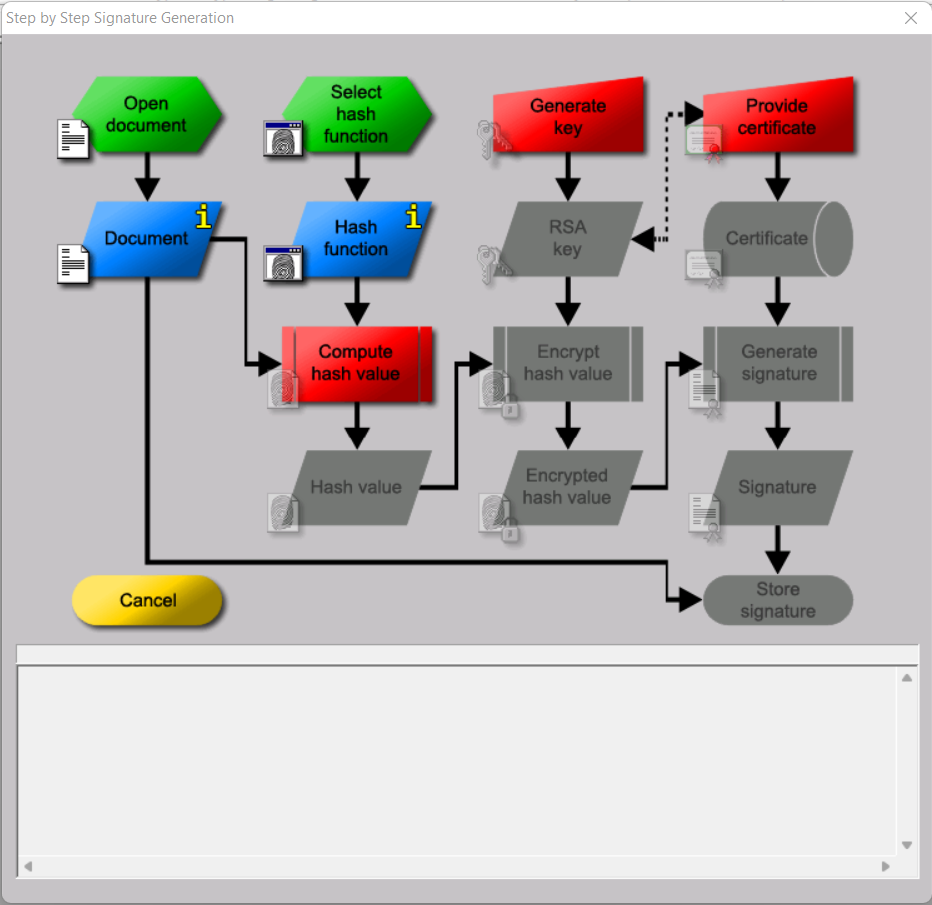 Step by Step Signature Generation
Open
document
Select
hash
function
Generate
key
Provide
certificate
Document
i
Hash
function
i
RSA
key
Certificate
Compute
hash value
Encrypt
hash value
Generate
signature
Hash value
Encrypted
hash value
Signature
Cancel
Store
signature